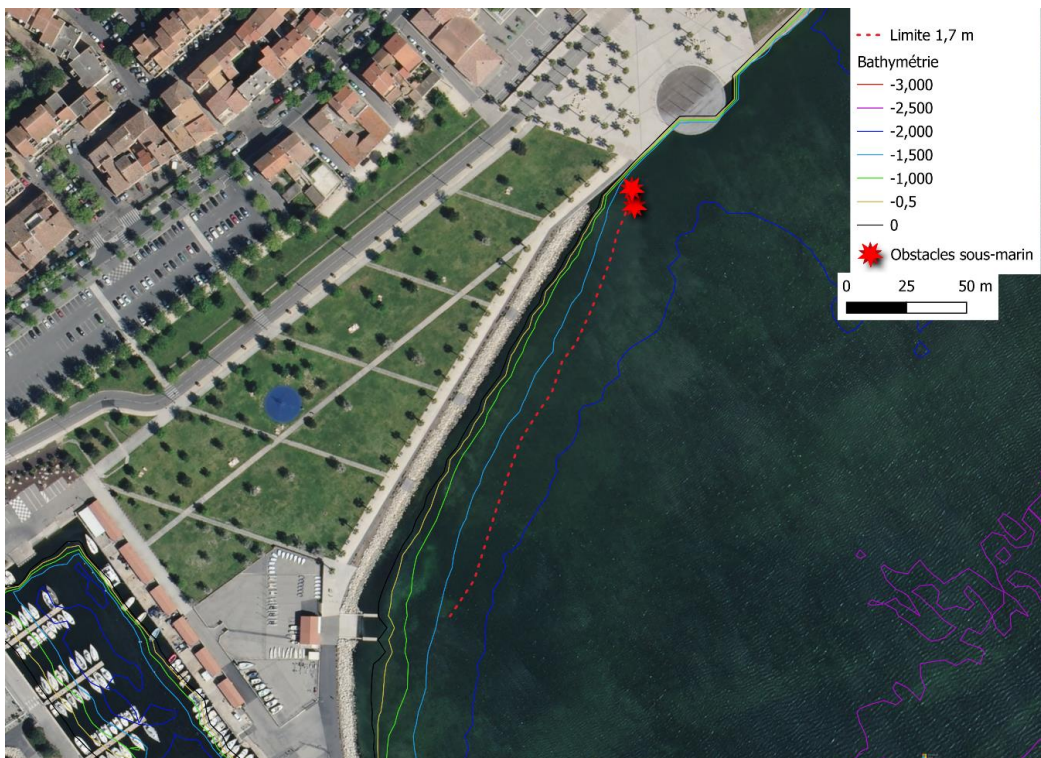 Limite 1,7 m
Bathymétrie
-3,000
-2,500
-2,000
-1,500
-1,000
-0,5
0
Obstacles sous-marin
0 25 50 m